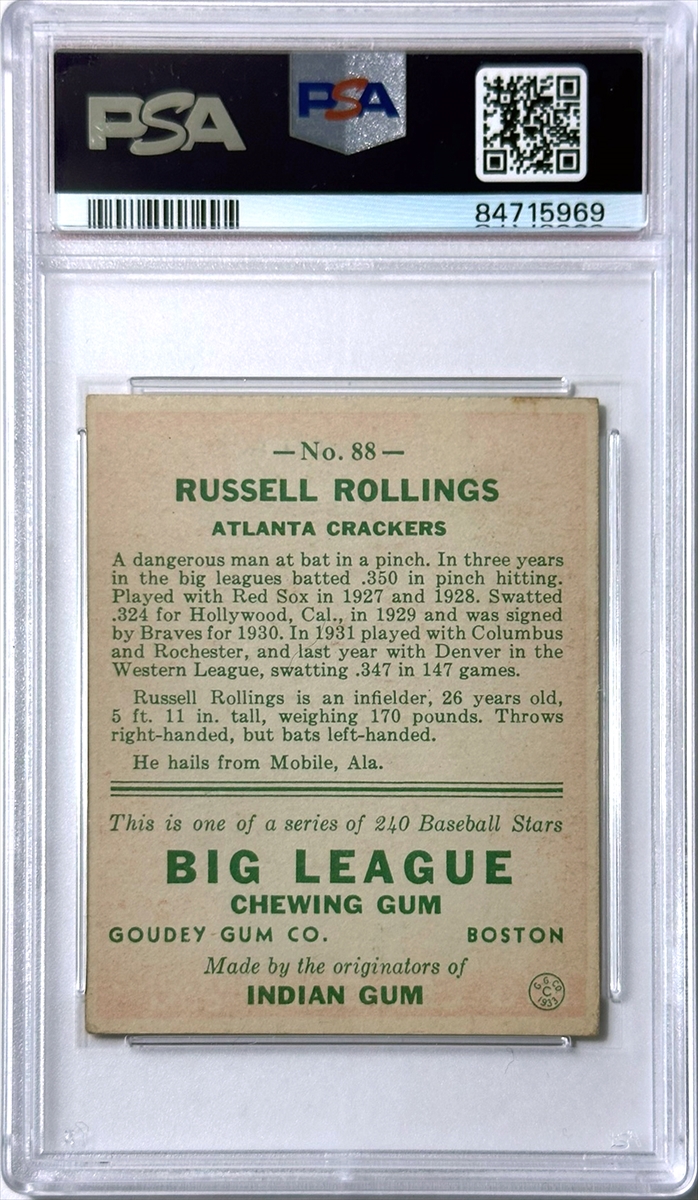 PSA
PSA
84715969
—No. 88—
RUSSELL ROLLINGS
ATLANTA CRACKERS
A dangerous man at bat in a pinch. In three years
in the big leagues batted .350 in pinch hitting.
Played with Red Sox in 1927 and 1928. Swatted
.324 for Hollywood, Cal., in 1929 and was signed
by Braves for 1930. In 1931 played with Columbus
and Rochester, and last year with Denver in the
Western League, swatting .347 in 147 games.
Russell Rollings is an infielder, 26 years old,
5 ft. 11 in. tall, weighing 170 pounds. Throws
right-handed, but bats left-handed.
He hails from Mobile, Ala.
This is one of a series of 240 Baseball Stars
BIG LEAGUE
CHEWING GUM
GOUDEY GUM CO. BOSTON
Made by the originators of
INDIAN GUM
G. G. CO.
C
1933